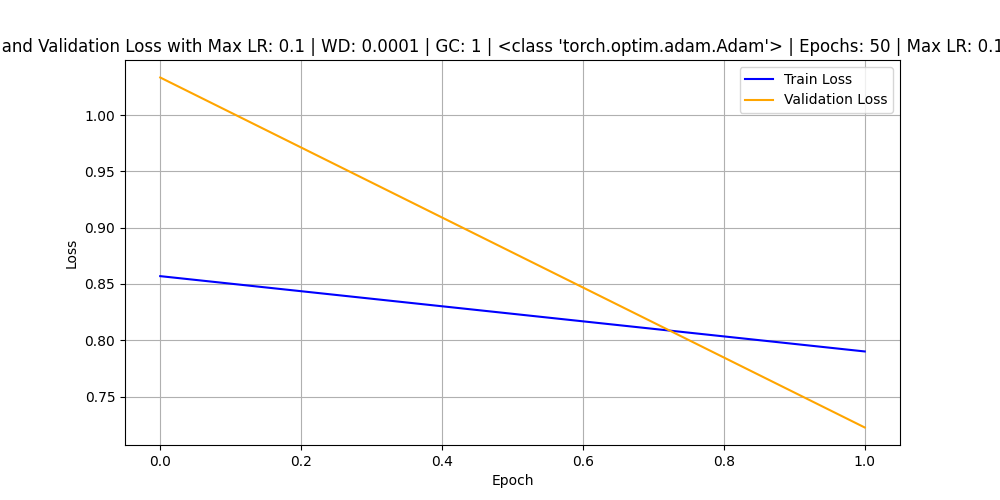 and Validation Loss with Max LR: 0.1 | WD: 0.0001 | GC: 1 | <class 'torch.optim.adam.Adam'> | Epochs: 50 | Max LR: 0.1
Train Loss
Validation Loss
1.00
0.95
0.90
0.85
0.80
0.75
Loss
0.0 0.2 0.4 0.6 0.8 1.0
Epoch